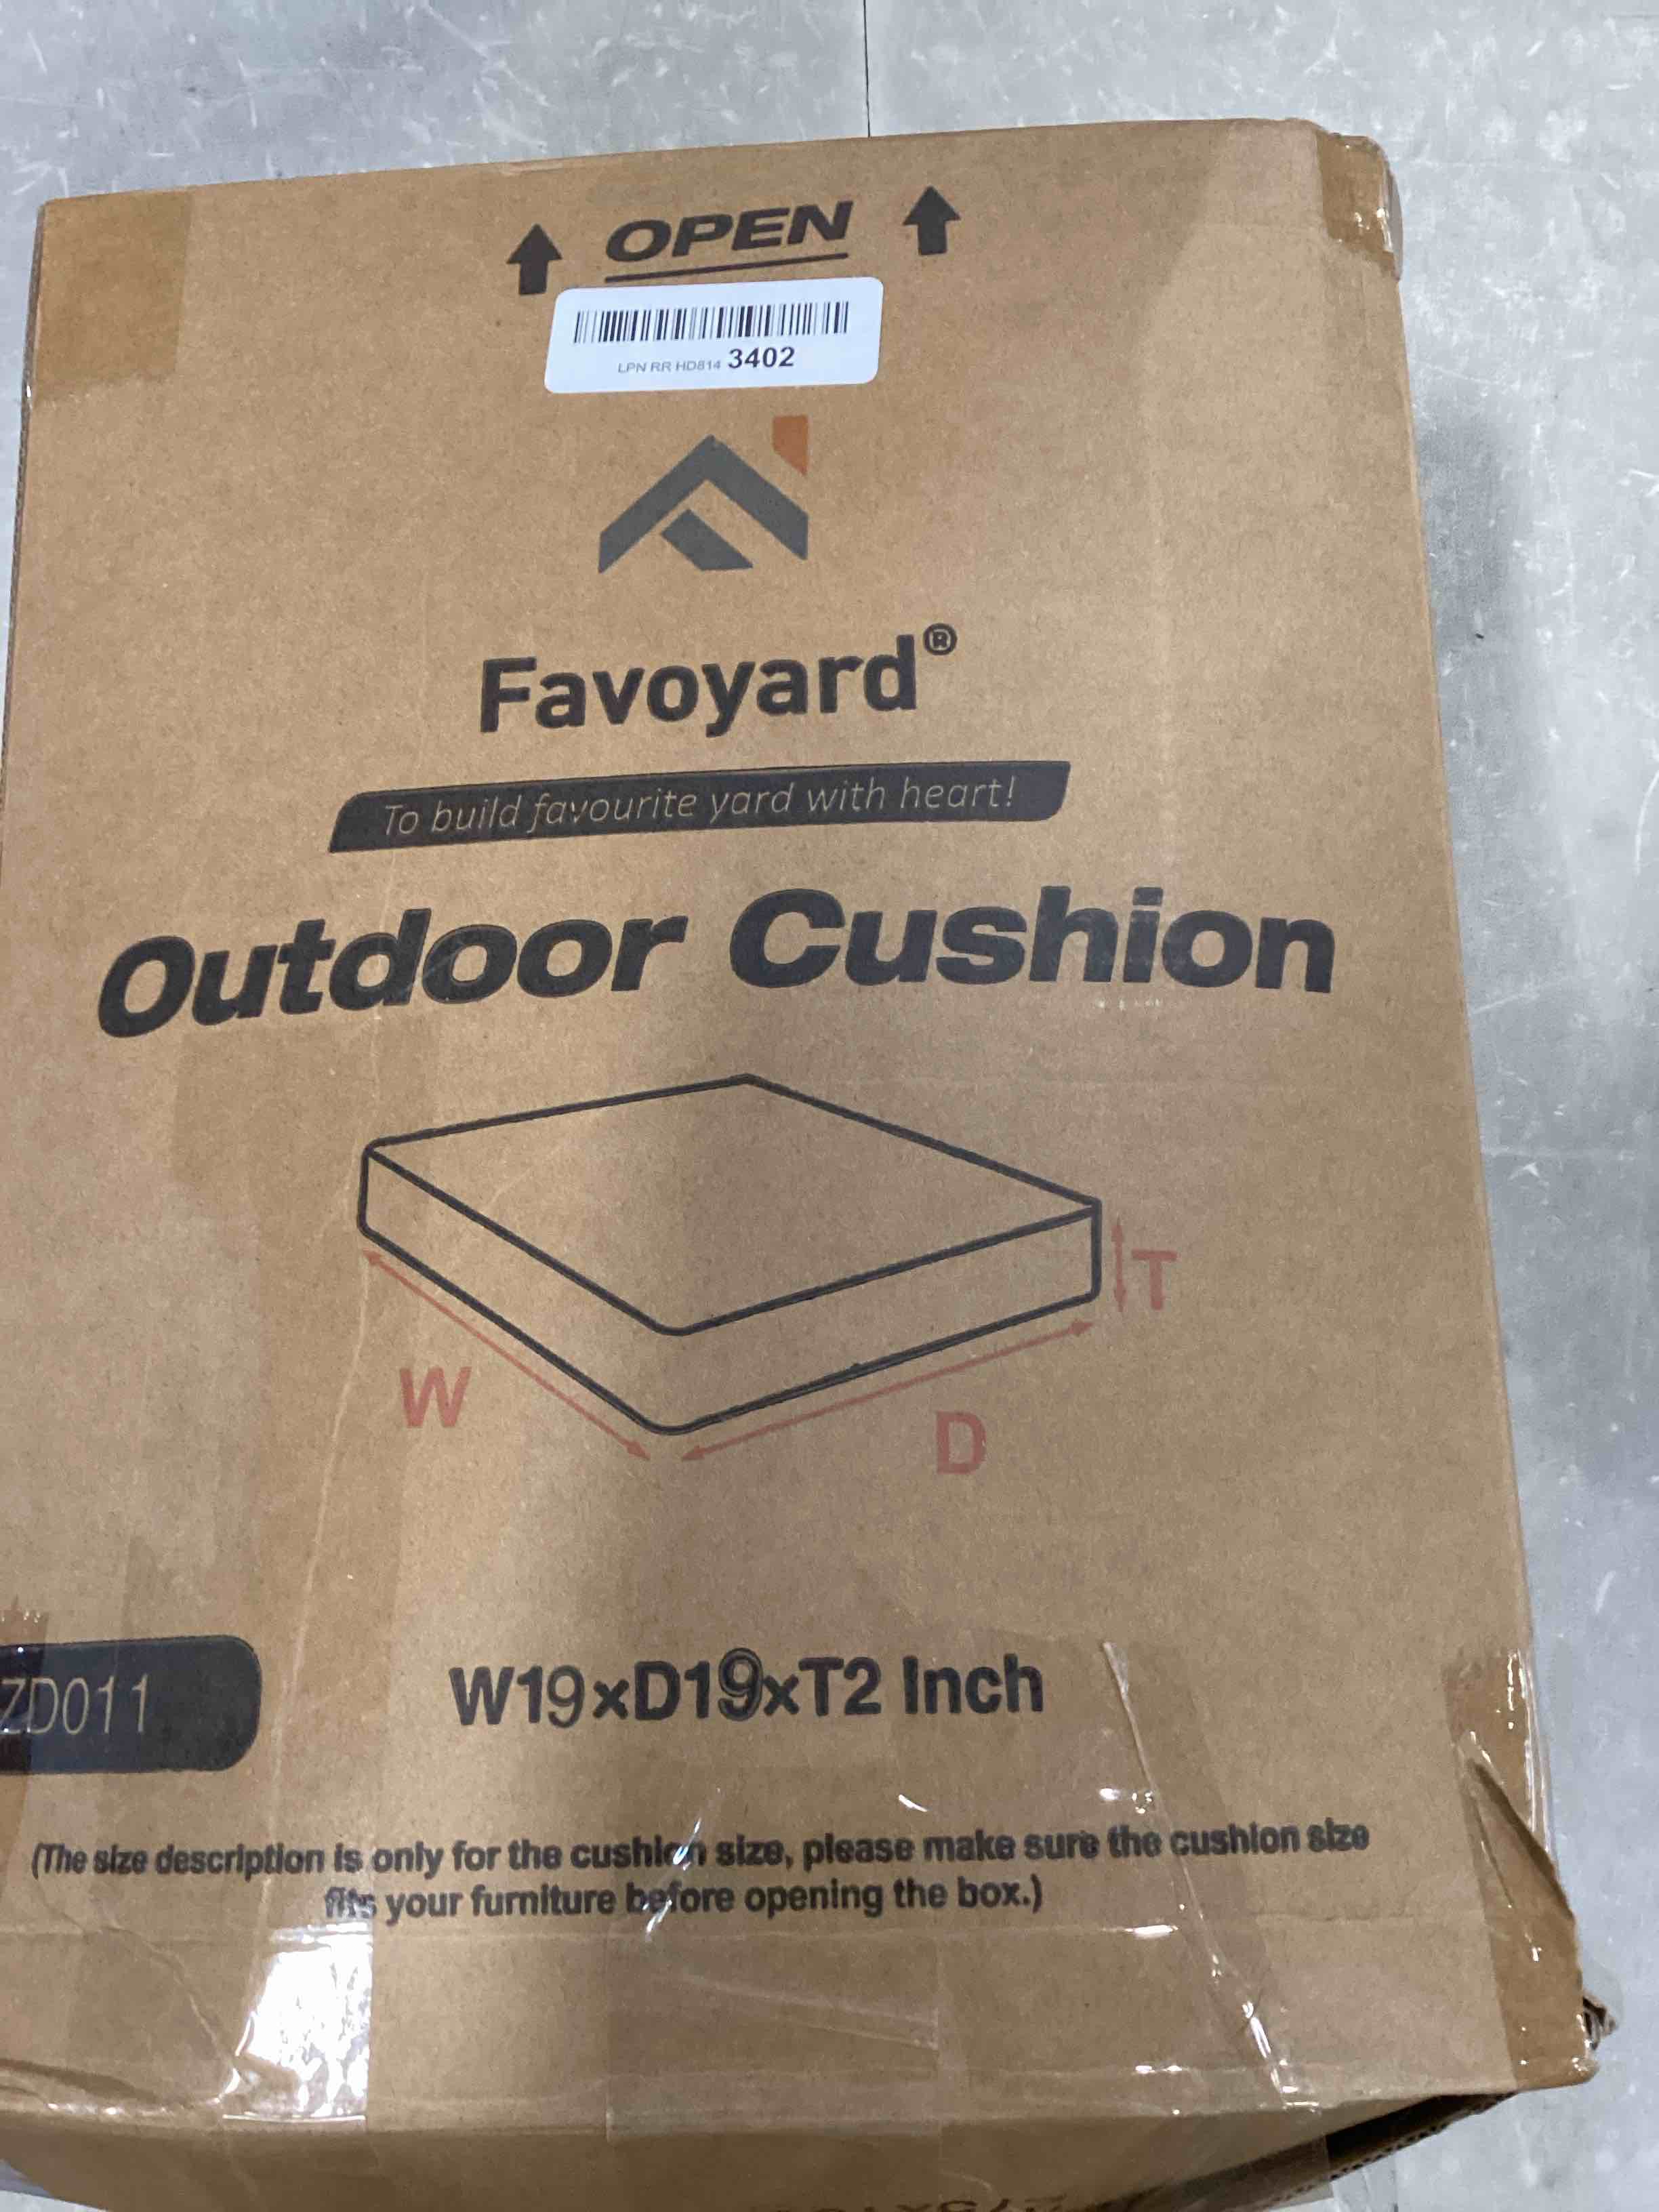 OPEN
LPN RR HD814 3402
Favoyard®
To build favourite yard with heart!
Outdoor Cushion
T
W
D
ZD011
W19×D19×T2 Inch
(The size description is only for the cushion size, please make sure the cushion size
fits your furniture before opening the box.)